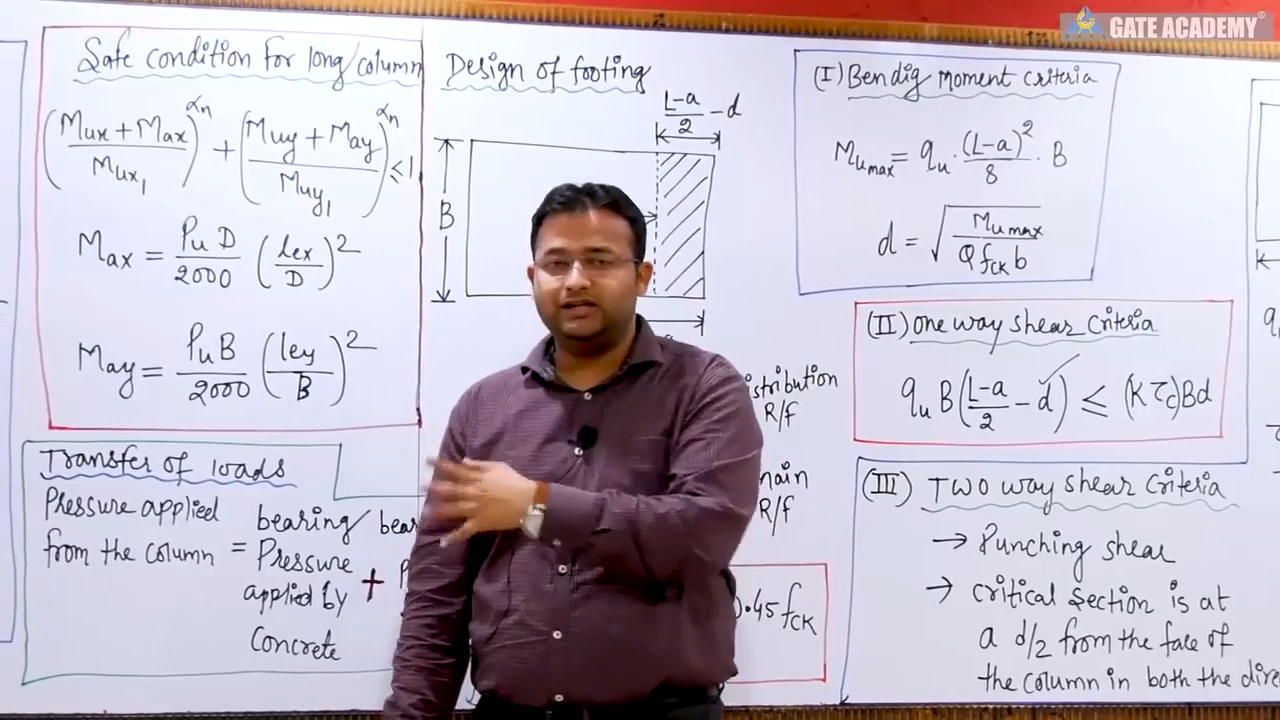 GATE ACADEMY
Safe condition for long/column
(Mux + Max / Mux1)^αn + (Muy + May / Muy1)^αn ≤ 1
Max = PuD/2000 (lex/D)^2
May = PuB/2000 (ley/B)^2
Transfer of loads
Pressure applied
from the column = bearing Pressure applied by Concrete +
Design of footing
L-a/2 - d
B
istribution
R/f
main
R/f
0.45fck
(I) Bendig Moment criteria
Mumax = qu · (L-a)^2/8 · B
d = √(Mumax / Q fck b)
(II) one way shear Criteria
qu B(L-a/2 - d) ≤ (K τc)Bd
(III) Two way shear Criteria
→ Punching shear
→ critical section is at
a d/2 from the face of
the column in both the dire